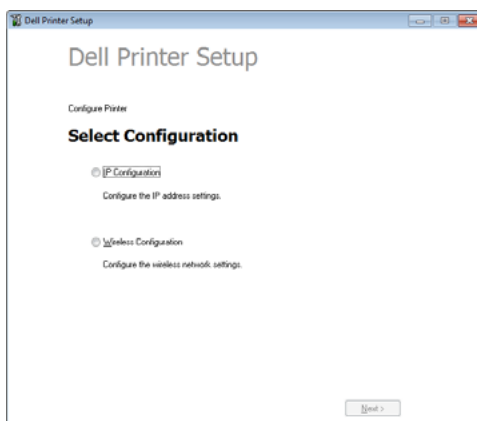 Dell Printer Setup
Dell Printer Setup
Configure Printer
Select Configuration
IP Configuration
Configure the IP address settings.
Wireless Configuration
Configure the wireless network settings.
Next >